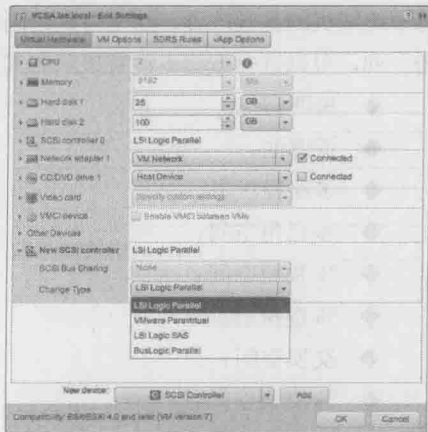 VCSA.lan.local - Edit Settings
Virtual Hardware VM Options SDRS Rules vApp Options
CPU 2
Memory 8192 MB
Hard disk 1 25 GB
Hard disk 2 100 GB
SCSI controller 0 LSI Logic Parallel
Network adapter 1 VM Network Connected
CD/DVD drive 1 Host Device Connected
Video card Specify custom settings
VMCI device Enable VMCI between VMs
Other Devices
New SCSI controller LSI Logic Parallel
SCSI Bus Sharing None
Change Type LSI Logic Parallel
LSI Logic Parallel
VMware Paravirtual
LSI Logic SAS
BusLogic Parallel
New device: SCSI Controller Add
Compatibility: ESX/ESXi 4.0 and later (VM version 7) OK Cancel